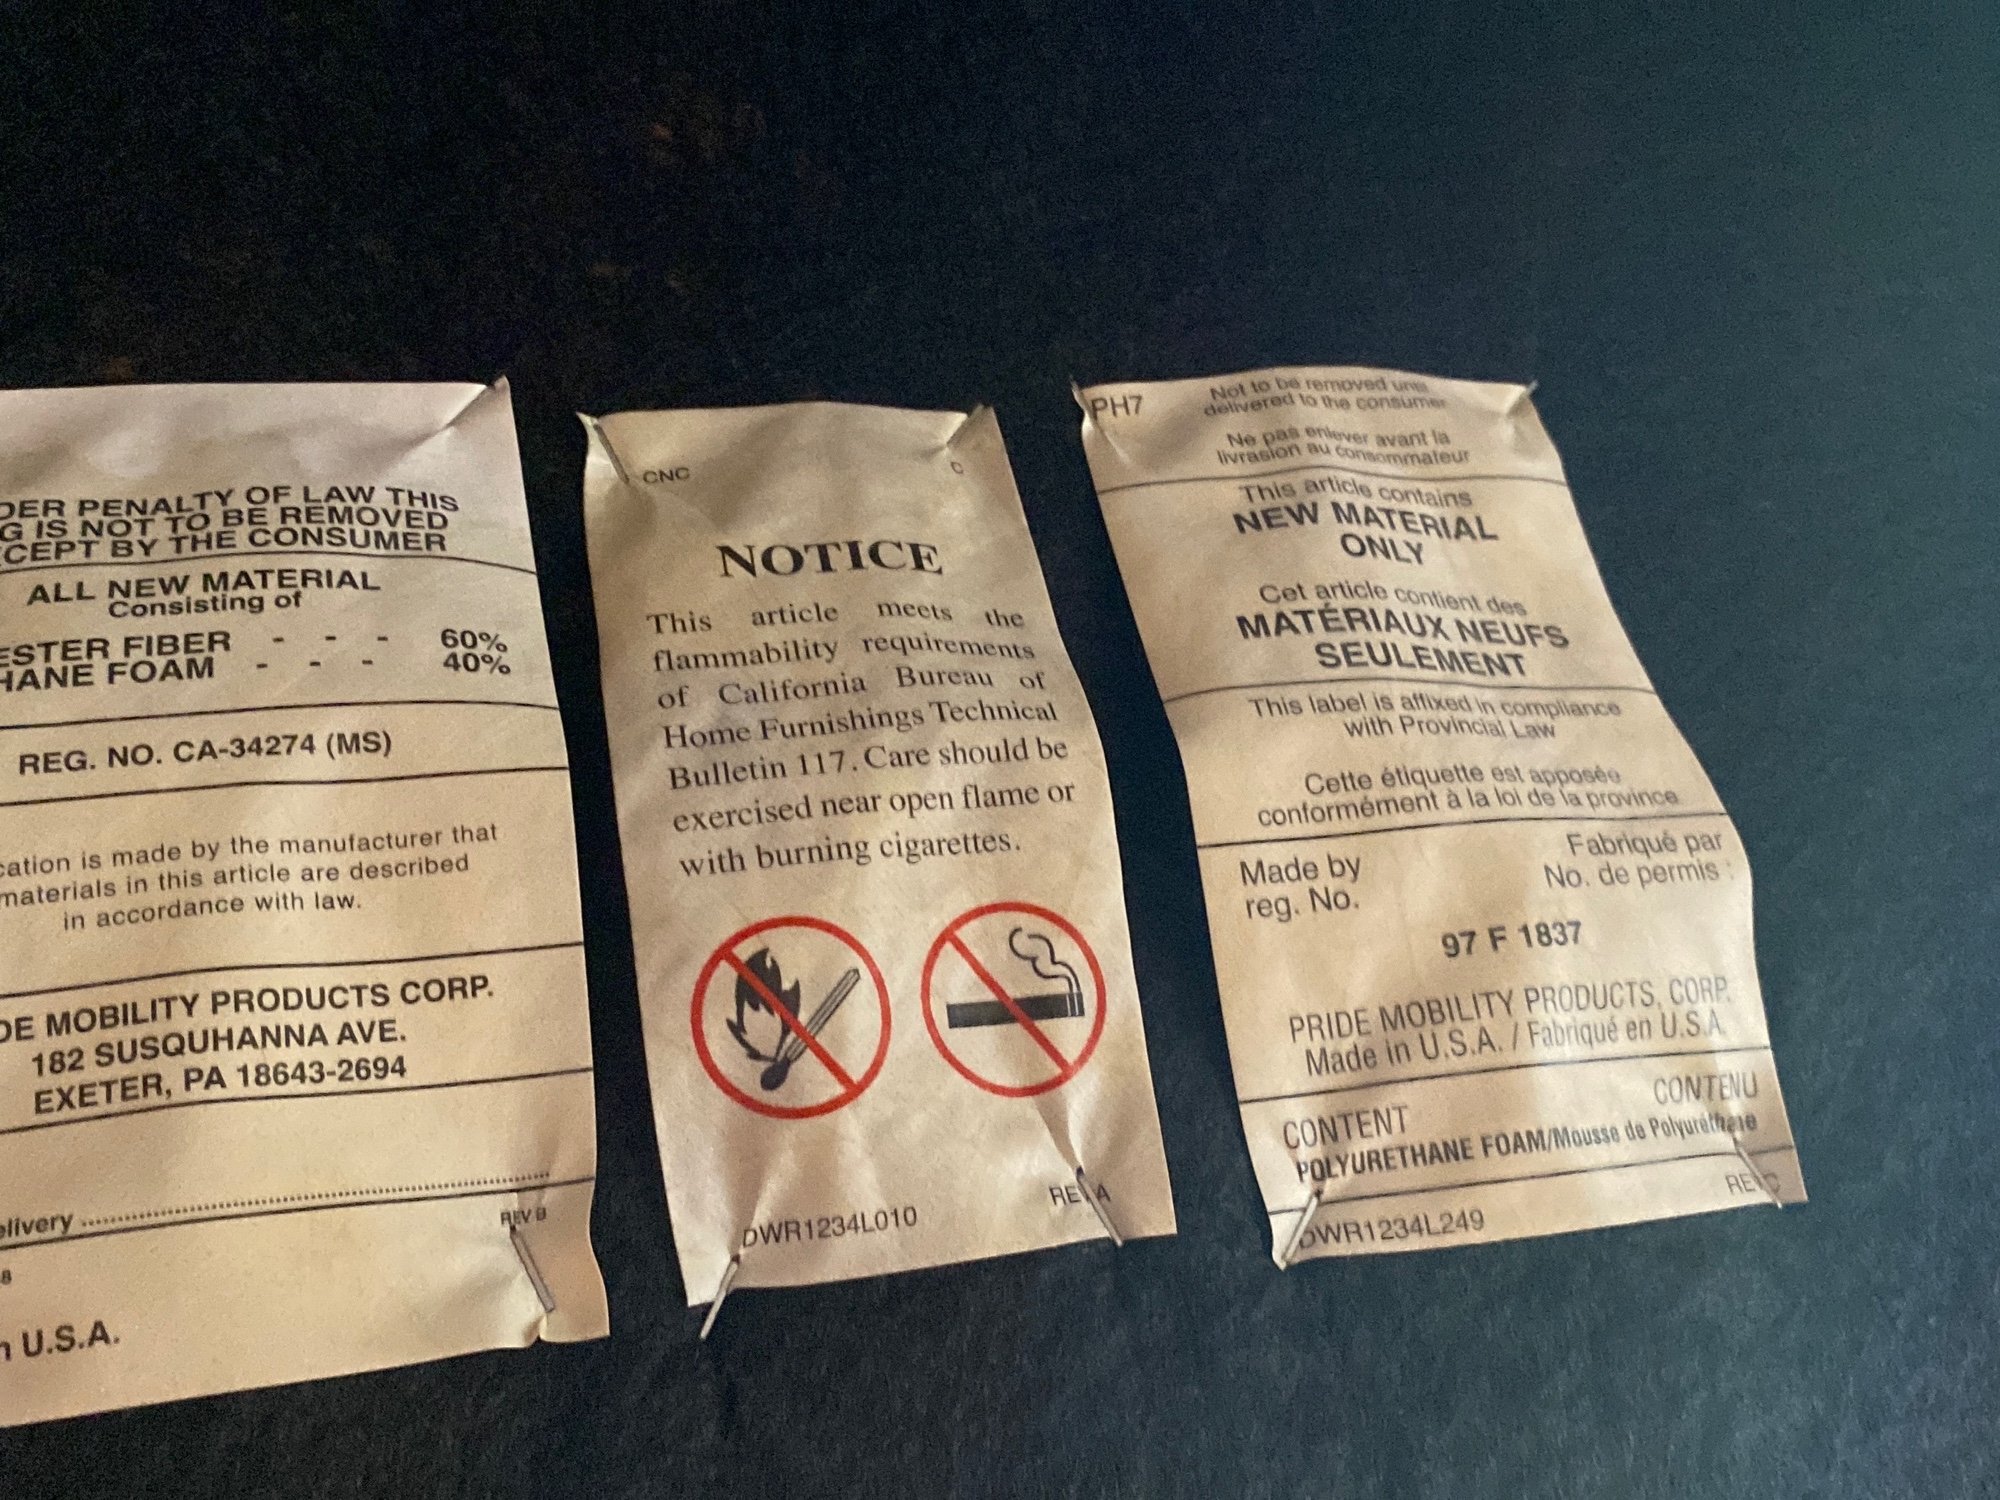 DER PENALTY OF LAW THIS
G IS NOT TO BE REMOVED
CEPT BY THE CONSUMER
ALL NEW MATERIAL
Consisting of
ESTER FIBER - - - 60%
HANE FOAM - - - 40%
REG. NO. CA-34274 (MS)
cation is made by the manufacturer that
materials in this article are described
in accordance with law.
DE MOBILITY PRODUCTS CORP.
182 SUSQUHANNA AVE.
EXETER, PA 18643-2694
elivery
REV B
8
n U.S.A.
CNC C
NOTICE
This article meets the
flammability requirements
of California Bureau of
Home Furnishings Technical
Bulletin 117. Care should be
exercised near open flame or
with burning cigarettes.
DWR1234L010 REV A
PH7
Not to be removed until
delivered to the consumer
Ne pas enlever avant la
livrasion au consommateur
This article contains
NEW MATERIAL
ONLY
Cet article contient des
MATÉRIAUX NEUFS
SEULEMENT
This label is affixed in compliance
with Provincial Law
Cette étiquette est apposée
conformément à la loi de la province
Made by Fabriqué par
reg. No. No. de permis :
97 F 1837
PRIDE MOBILITY PRODUCTS, CORP.
Made in U.S.A. / Fabriqué en U.S.A.
CONTENT CONTENU
POLYURETHANE FOAM/Mousse de Polyuréthane
DWR1234L249 REV C